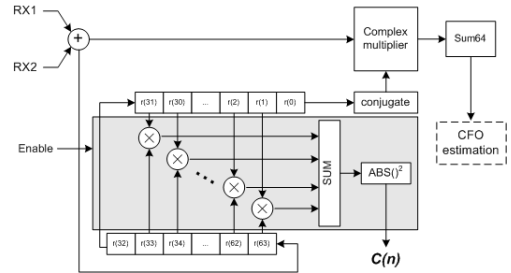 RX1
RX2
+
Complex
multiplier
Sum64
r(31) r(30) ... r(2) r(1) r(0)
conjugate
CFO
estimation
Enable
SUM
ABS()²
r(32) r(33) r(34) ... r(62) r(63)
C(n)